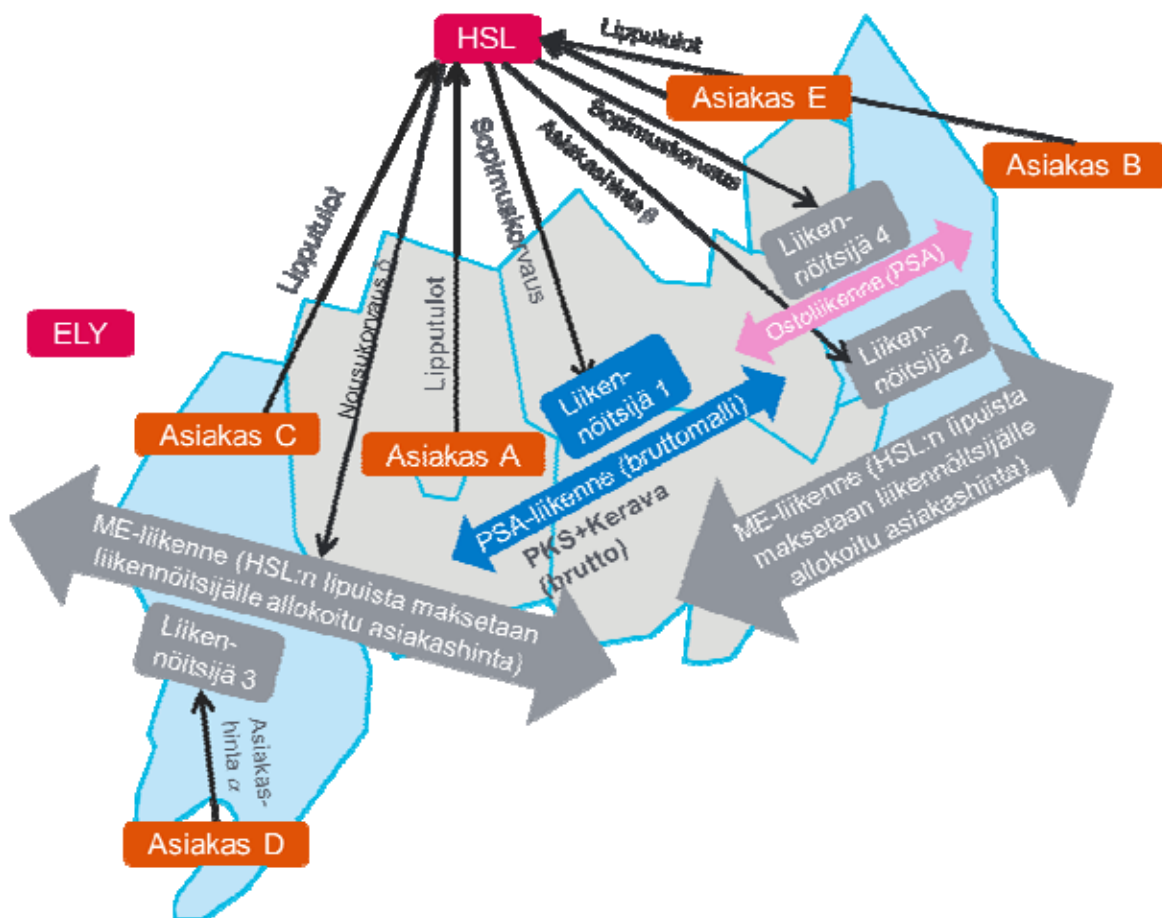 HSL
Lipputulot
Asiakas E
Asiakas B
Sopimuskorvaus
Asiakashinta β
Sopimuskorvaus
Lipputulot
Nousukorvaus
Lipputulot
Liiken-
nöitsijä 4
Ostoliikenne (PSA)
ELY
Liiken-
nöitsijä 2
Liiken-
nöitsijä 1
Asiakas C
Asiakas A
PSA-liikenne (bruttomalli)
PKS+Kerava
(brutto)
ME-liikenne (HSL:n lipuista
maksetaan liikennöitsijälle
allokoitu asiakashinta)
ME-liikenne (HSL:n lipuista maksetaan
liikennöitsijälle allokoitu asiakashinta)
Liiken-
nöitsijä 3
Asiakas-
hinta α
Asiakas D